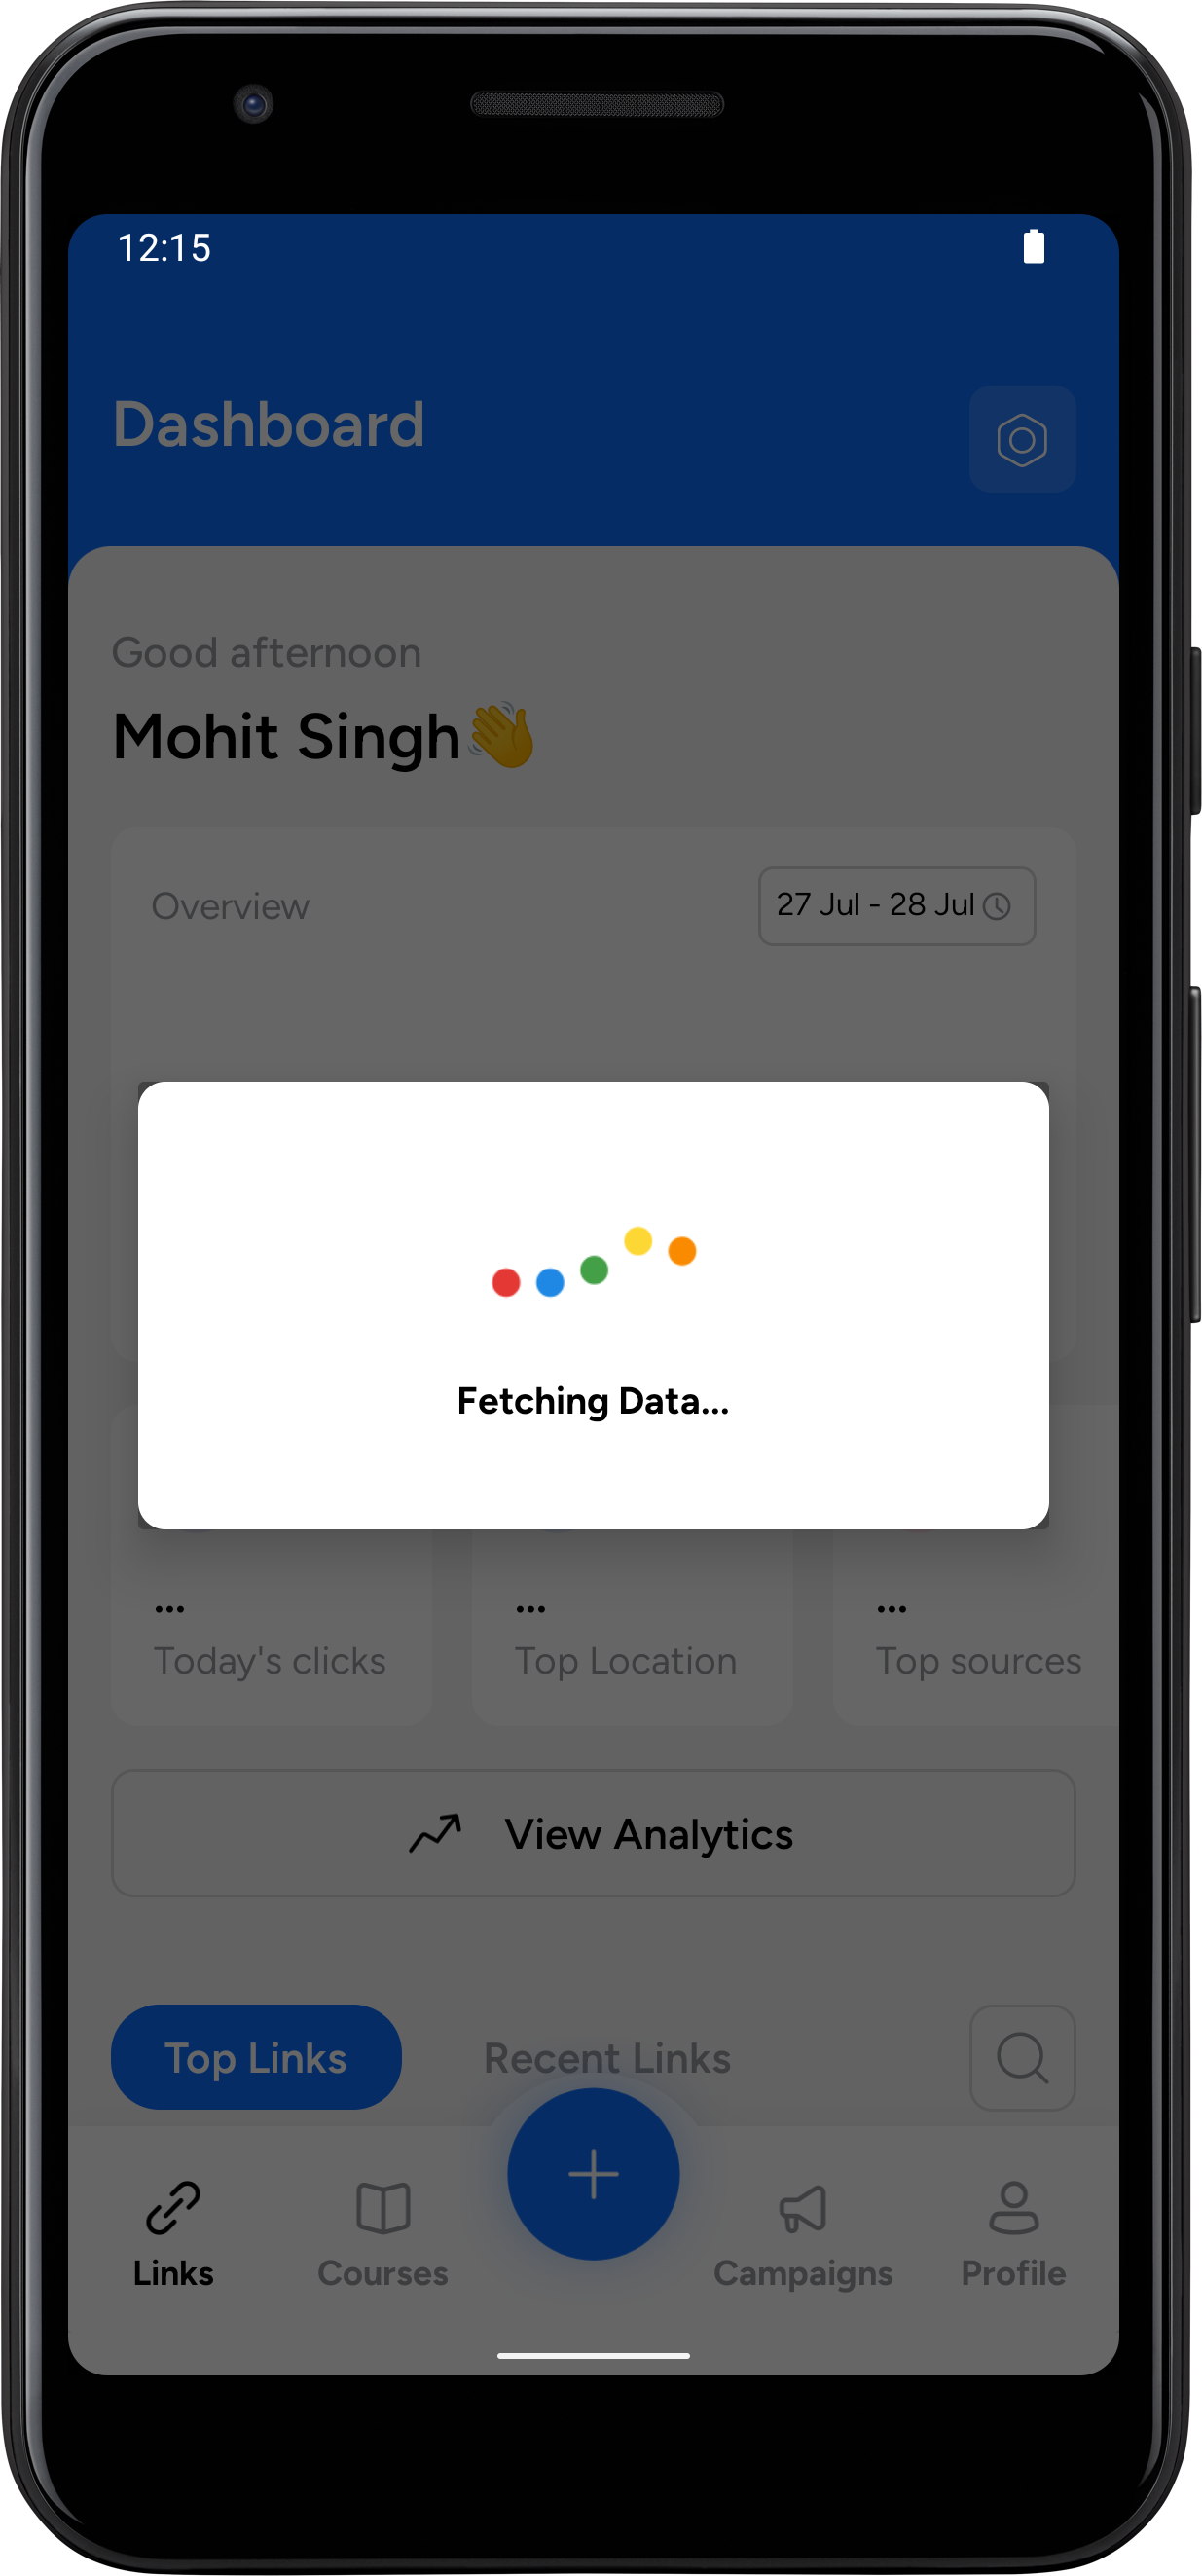 12:15
Dashboard
Good afternoon
Mohit Singh👋
Overview
27 Jul - 28 Jul
Fetching Data...
... ... ...
Today's clicks Top Location Top sources
View Analytics
Top Links Recent Links
Links Courses Campaigns Profile